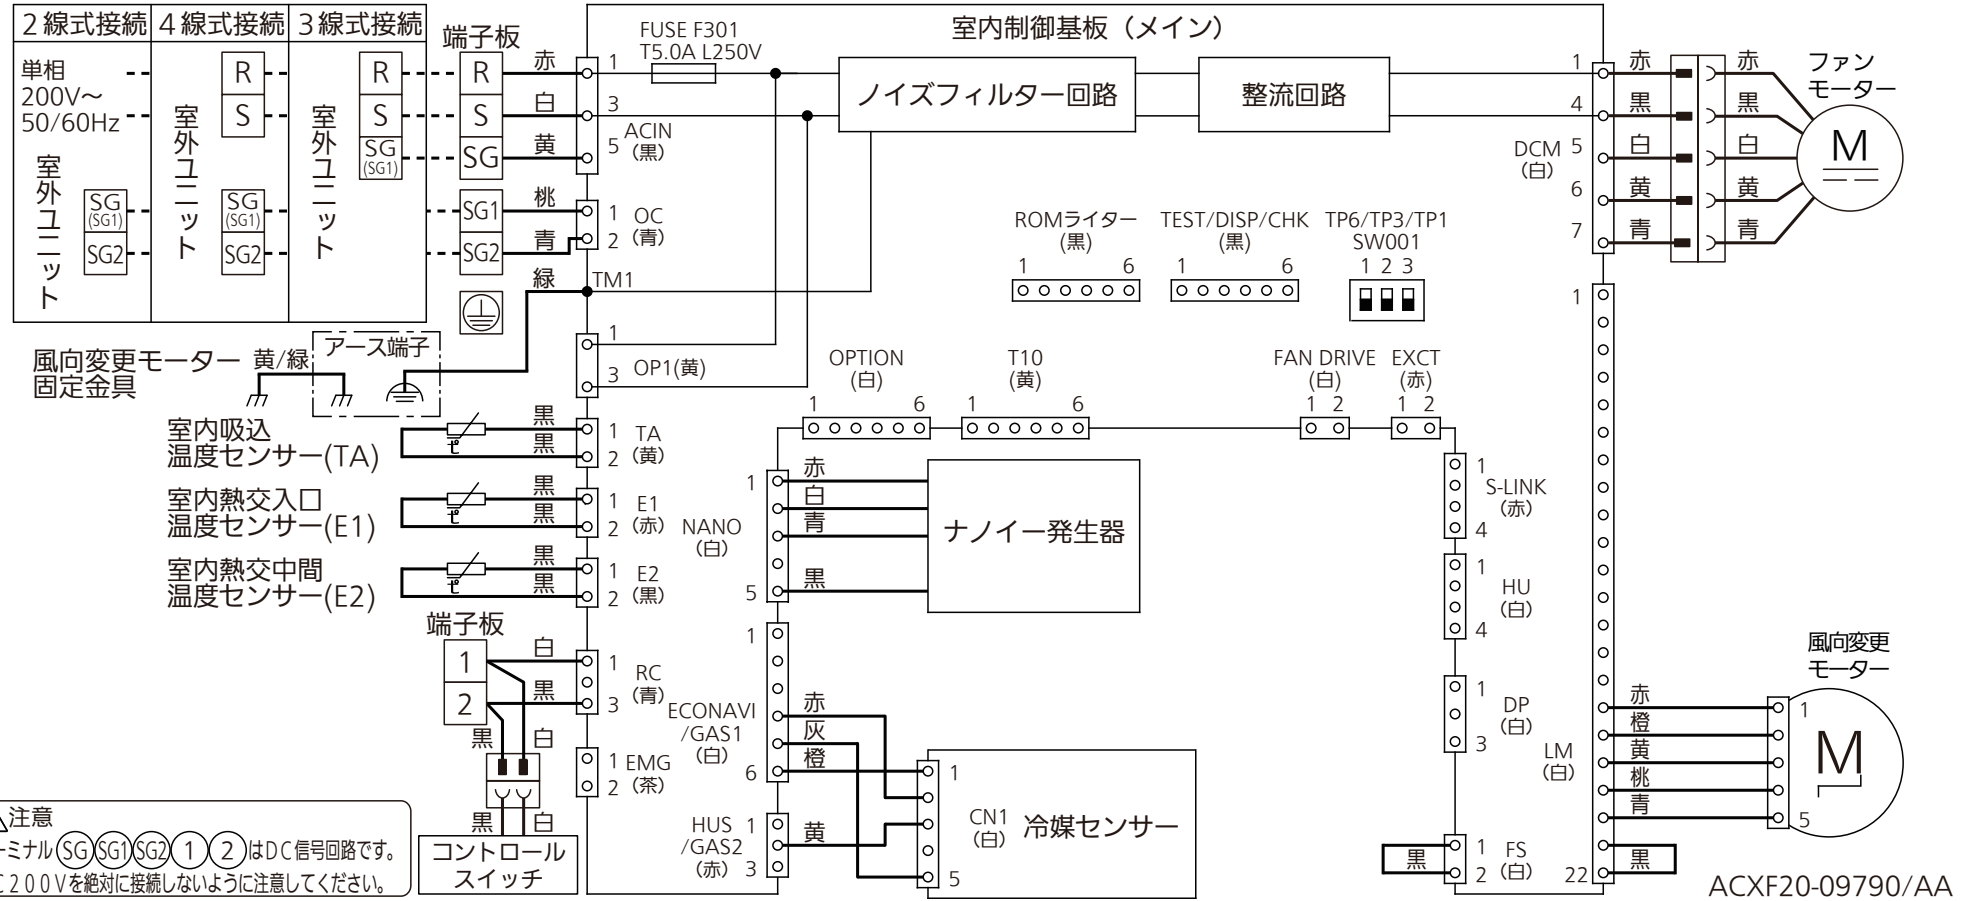 2線式接続 4線式接続 3線式接続
端子板
単相
200V～
50/60Hz
室外ユニット
SG
(SG1)
SG2
室外ユニット
R
S
SG
(SG1)
SG2
室外ユニット
R
S
SG
(SG1)
R 赤 1
S 白 3
SG 黄 5
ACIN
(黒)
SG1 桃 1
SG2 青 2
OC
(青)
緑 TM1
FUSE F301
T5.0A L250V
室内制御基板（メイン）
ノイズフィルター回路
整流回路
1 赤 赤
4 黒 黒
5 白 白
6 黄 黄
7 青 青
DCM
(白)
ファン
モーター
M
ROMライター
(黒)
1 6
TEST/DISP/CHK
(黒)
1 6
TP6/TP3/TP1
SW001
1 2 3
風向変更モーター
固定金具
黄/緑
アース端子
1
3
OP1(黄)
OPTION
(白)
1 6
T10
(黄)
1 6
FAN DRIVE
(白)
1 2
EXCT
(赤)
1 2
室内吸込
温度センサー(TA)
t°
黒 1
黒 2
TA
(黄)
室内熱交入口
温度センサー(E1)
t°
黒 1
黒 2
E1
(赤)
室内熱交中間
温度センサー(E2)
t°
黒 1
黒 2
E2
(黒)
NANO
(白)
1 赤
白
青
5 黒
ナノイー発生器
S-LINK
(赤)
1
4
HU
(白)
1
4
DP
(白)
1
3
FS
(白)
黒
1
2
端子板
1 白 1
2 黒 3
RC
(青)
黒 白
黒 白
コントロール
スイッチ
1 EMG
2 (茶)
1
ECONAVI
/GAS1
(白)
6
赤
灰
橙
HUS
/GAS2
(赤)
1
3
黄
1
CN1
(白)
5
冷媒センサー
1
LM
(白)
22
赤
橙
黄
桃
青
黒
風向変更
モーター
1
5
M
注意
ーミナル SG SG1 SG2 1 2 はDC信号回路です。
C200Vを絶対に接続しないように注意してください。
ACXF20-09790/AA